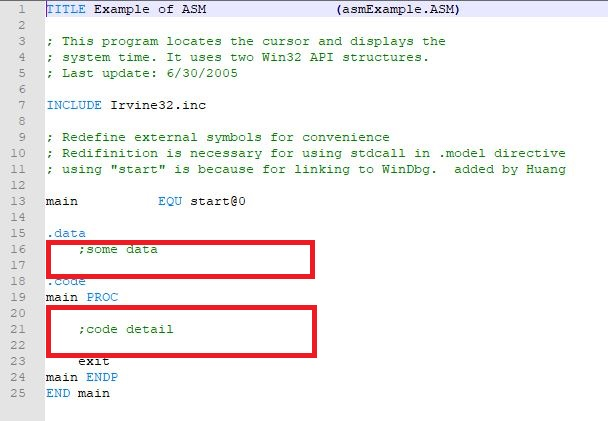 1 TITLE Example of ASM (asmExample.ASM)
2
3 ; This program locates the cursor and displays the
4 ; system time. It uses two Win32 API structures.
5 ; Last update: 6/30/2005
6
7 INCLUDE Irvine32.inc
8
9 ; Redefine external symbols for convenience
10 ; Redifinition is necessary for using stdcall in .model directive
11 ; using "start" is because for linking to WinDbg. added by Huang
12
13 main EQU start@0
14
15 .data
16 ;some data
17
18 .code
19 main PROC
20
21 ;code detail
22
23 exit
24 main ENDP
25 END main